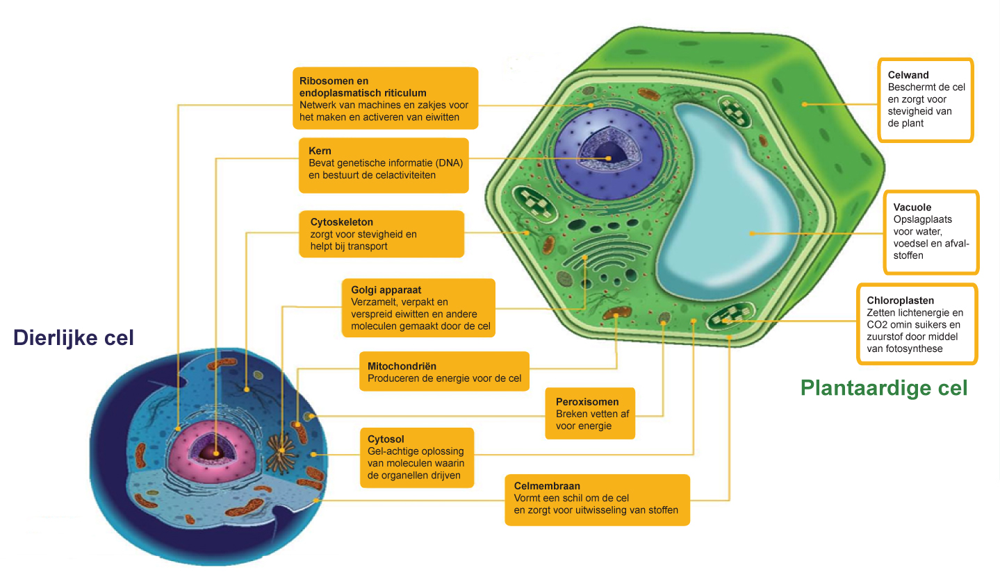 Ribosomen en
endoplasmatisch riticulum
Netwerk van machines en zakjes voor
het maken en activeren van eiwitten
Kern
Bevat genetische informatie (DNA)
en bestuurt de celactiviteiten
Cytoskeleton
zorgt voor stevigheid en
helpt bij transport
Golgi apparaat
Verzamelt, verpakt en
verspreid eiwitten en andere
moleculen gemaakt door de cel
Mitochondriën
Produceren de energie voor de cel
Peroxisomen
Breken vetten af
voor energie
Cytosol
Gel-achtige oplossing
van moleculen waarin
de organellen drijven
Celmembraan
Vormt een schil om de cel
en zorgt voor uitwisseling van stoffen
Dierlijke cel
Celwand
Beschermt de cel
en zorgt voor
stevigheid van
de plant
Vacuole
Opslagplaats
voor water,
voedsel en afval-
stoffen
Chloroplasten
Zetten lichtenergie en
CO2 omin suikers en
zuurstof door middel
van fotosynthese
Plantaardige cel